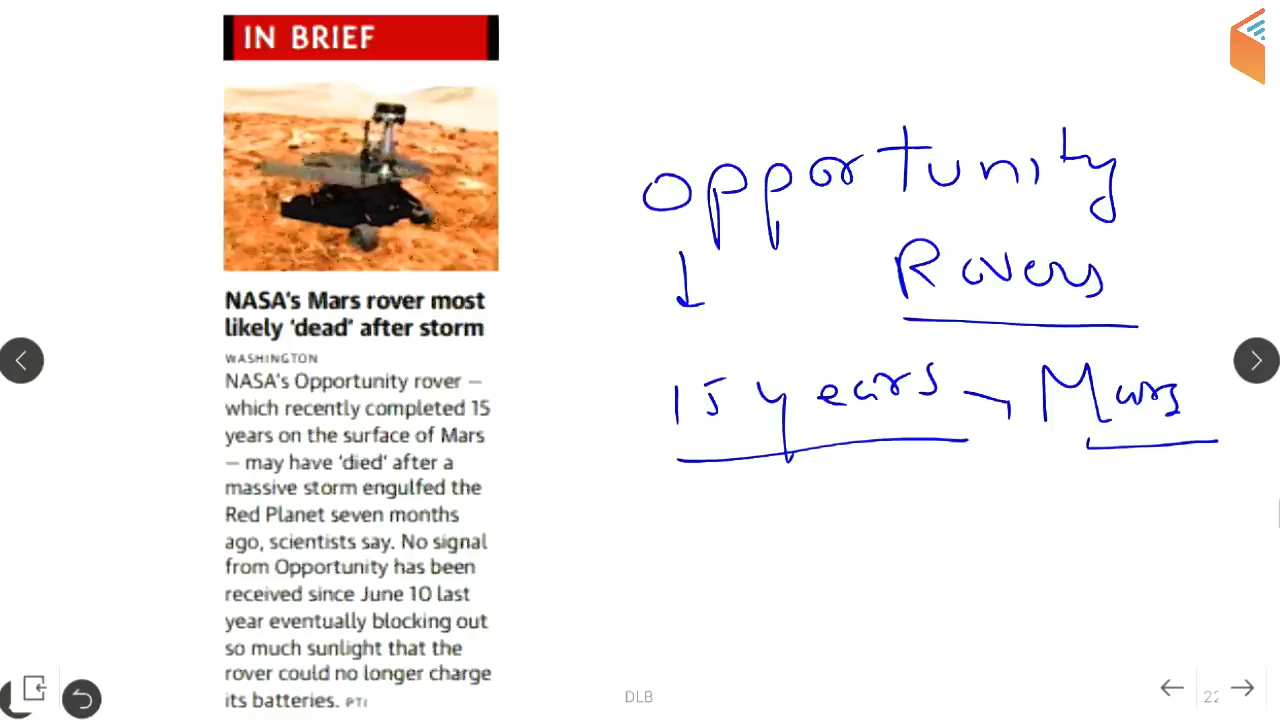 IN BRIEF
NASA's Mars rover most
likely 'dead' after storm
WASHINGTON
NASA's Opportunity rover —
which recently completed 15
years on the surface of Mars
— may have 'died' after a
massive storm engulfed the
Red Planet seven months
ago, scientists say. No signal
from Opportunity has been
received since June 10 last
year eventually blocking out
so much sunlight that the
rover could no longer charge
its batteries. PTI
Opportunity
Rovers
15 years → Mars
DLB
22